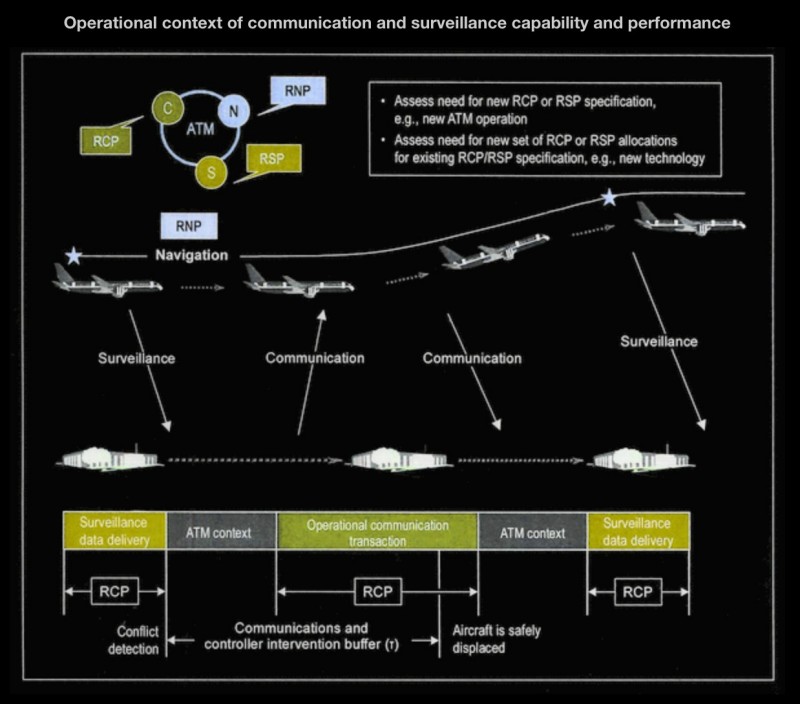 Operational context of communication and surveillance capability and performance
C
N
ATM
S
RNP
RCP
RSP
• Assess need for new RCP or RSP specification,
e.g., new ATM operation
• Assess need for new set of RCP or RSP allocations
for existing RCP/RSP specification, e.g., new technology
RNP
Navigation
Surveillance
Communication
Communication
Surveillance
Surveillance
data delivery
ATM context
Operational communication
transaction
ATM context
Surveillance
data delivery
RCP
RCP
RCP
Conflict
detection
Communications and
controller intervention buffer (τ)
Aircraft is safely
displaced